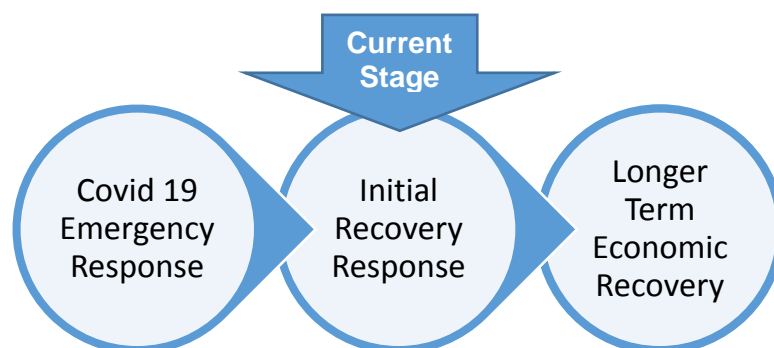 Current
Stage
Covid 19
Emergency
Response
Initial
Recovery
Response
Longer
Term
Economic
Recovery